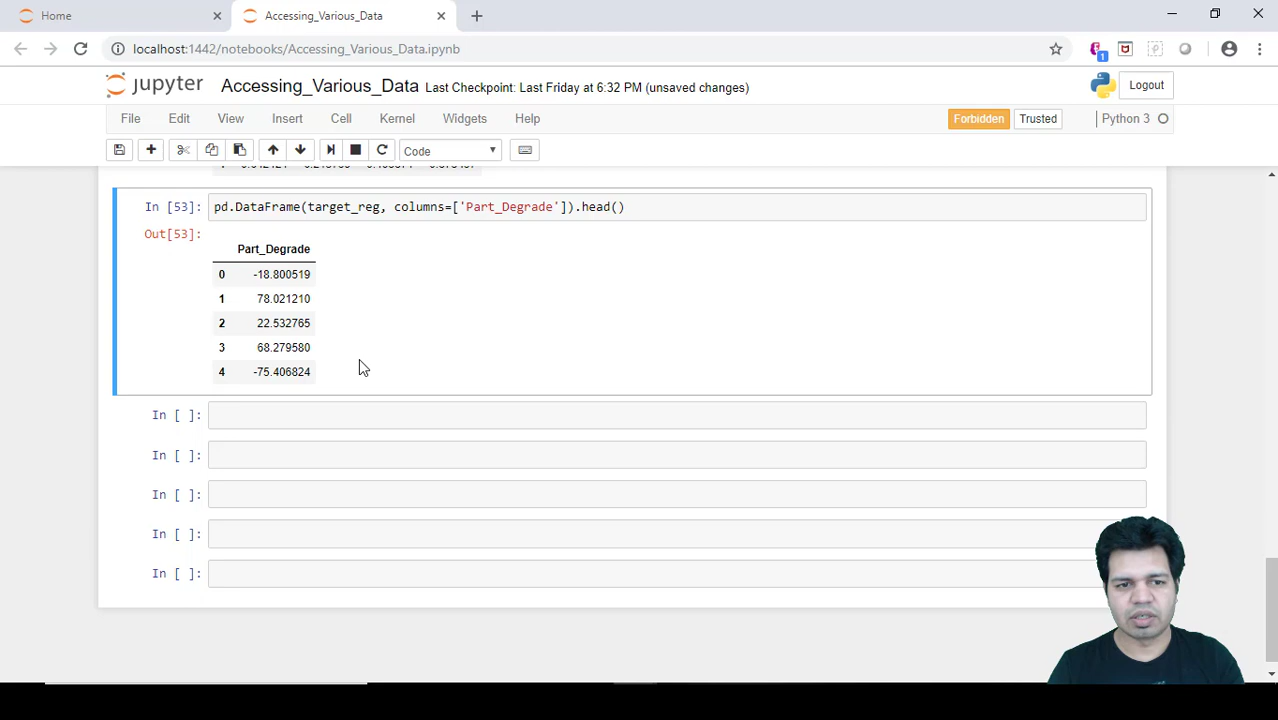 Home
Accessing_Various_Data
localhost:1442/notebooks/Accessing_Various_Data.ipynb
1
jupyter Accessing_Various_Data Last Checkpoint: Last Friday at 6:32 PM (unsaved changes)
Logout
File Edit View Insert Cell Kernel Widgets Help
Forbidden Trusted Python 3
Code
In [53]: pd.DataFrame(target_reg, columns=['Part_Degrade']).head()
Out[53]:
Part_Degrade
0 -18.800519
1 78.021210
2 22.532765
3 68.279580
4 -75.406824
In [ ]:
In [ ]:
In [ ]:
In [ ]:
In [ ]: